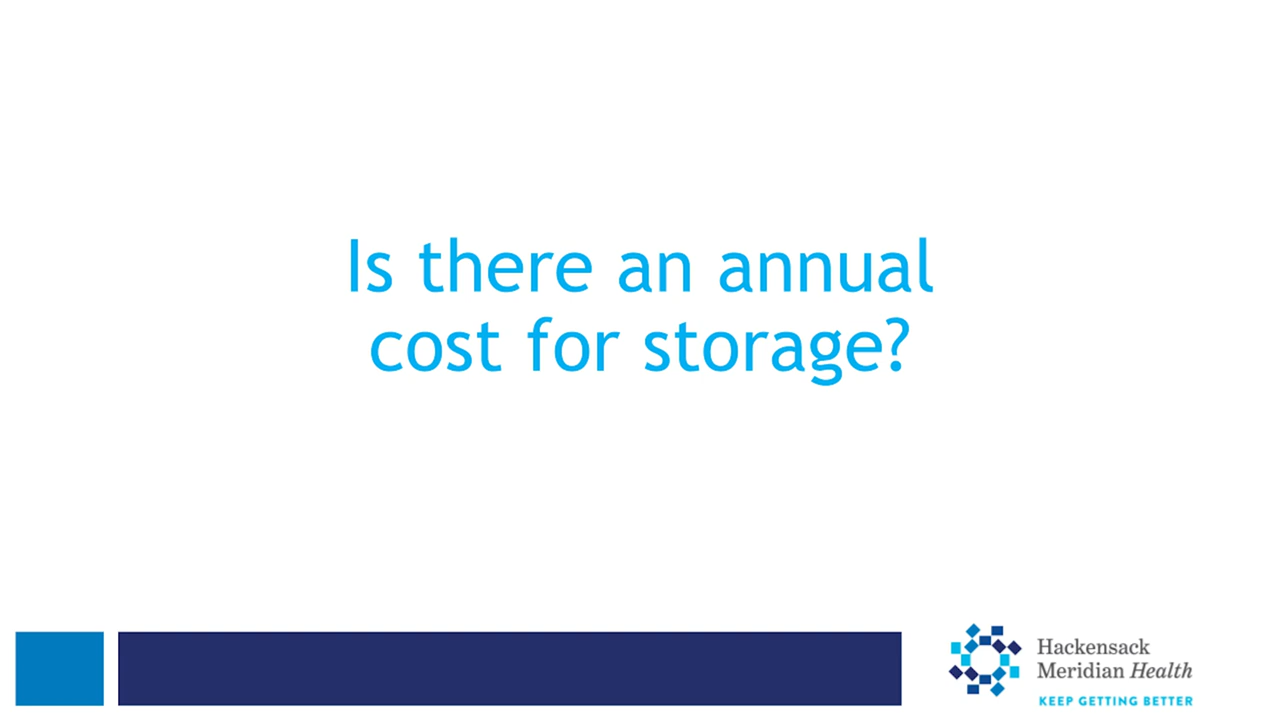 Is there an annual
cost for storage?
Hackensack
Meridian Health
KEEP GETTING BETTER